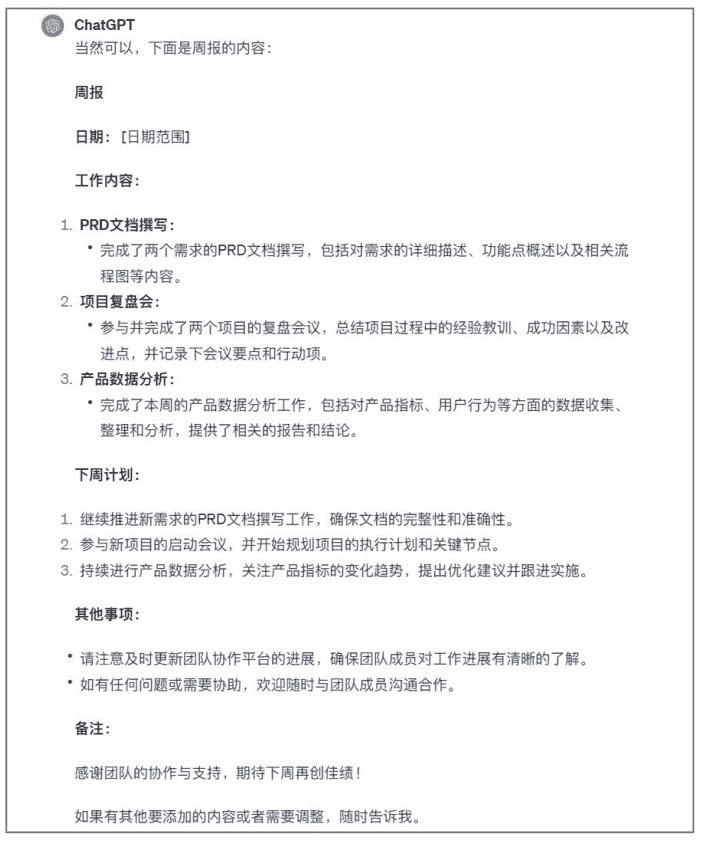 ChatGPT
当然可以，下面是周报的内容：
周报
日期： [日期范围]
工作内容：
1. PRD文档撰写：
• 完成了两个需求的PRD文档撰写，包括对需求的详细描述、功能点概述以及相关流
程图等内容。
2. 项目复盘会：
• 参与并完成了两个项目的复盘会议，总结项目过程中的经验教训、成功因素以及改
进点，并记录下会议要点和行动项。
3. 产品数据分析：
• 完成了本周的产品数据分析工作，包括对产品指标、用户行为等方面的数据收集、
整理和分析，提供了相关的报告和结论。
下周计划：
1. 继续推进新需求的PRD文档撰写工作，确保文档的完整性和准确性。
2. 参与新项目的启动会议，并开始规划项目的执行计划和关键节点。
3. 持续进行产品数据分析，关注产品指标的变化趋势，提出优化建议并跟进实施。
其他事项：
• 请注意及时更新团队协作平台的进展，确保团队成员对工作进展有清晰的了解。
• 如有任何问题或需要协助，欢迎随时与团队成员沟通合作。
备注：
感谢团队的协作与支持，期待下周再创佳绩！
如果有其他要添加的内容或者需要调整，随时告诉我。